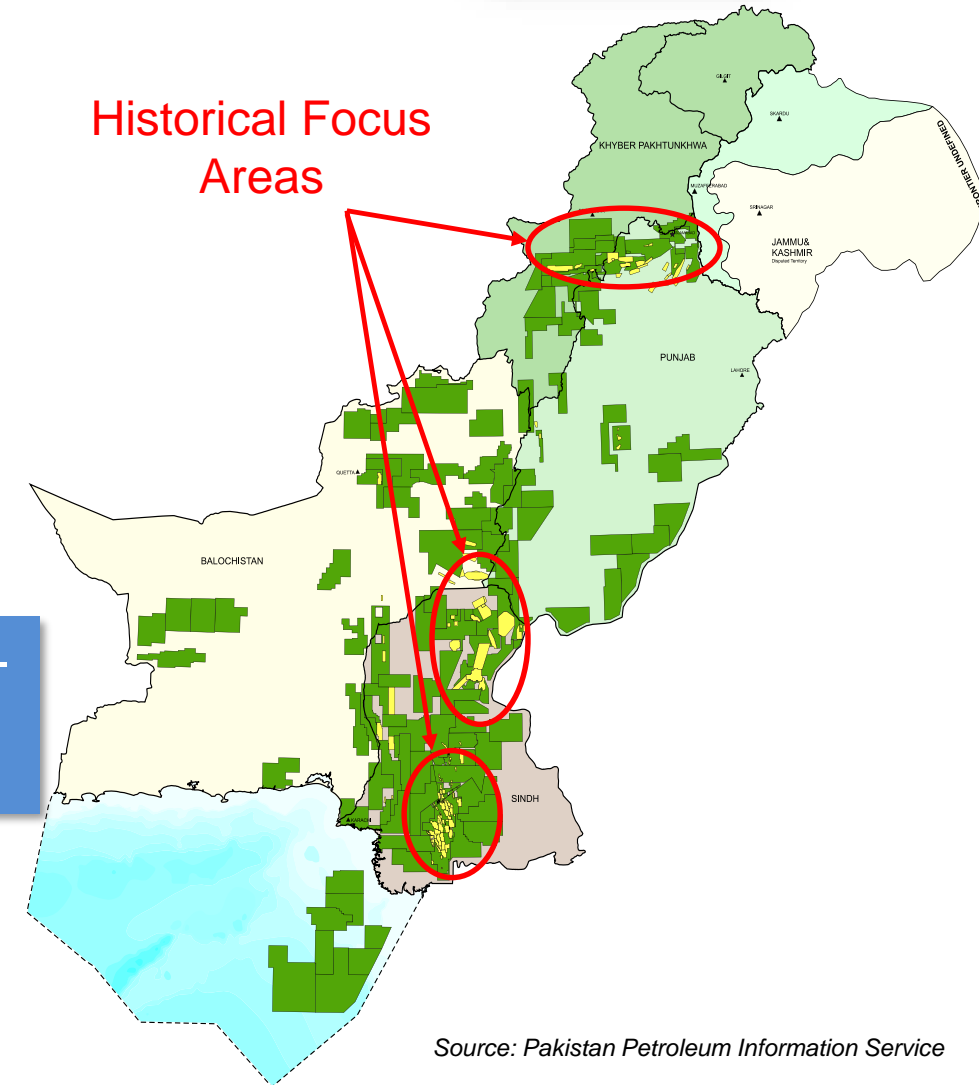 Historical Focus
Areas
GILGIT
SKARDU
KHYBER PAKHTUNKHWA
FRONTIER UNDEFINED
MUZAFFERABAD
SRINAGAR
JAMMU&
KASHMIR
Disputed Territory
PUNJAB
LAHORE
QUETTA
BALOCHISTAN
SINDH
KARACHI
Source: Pakistan Petroleum Information Service